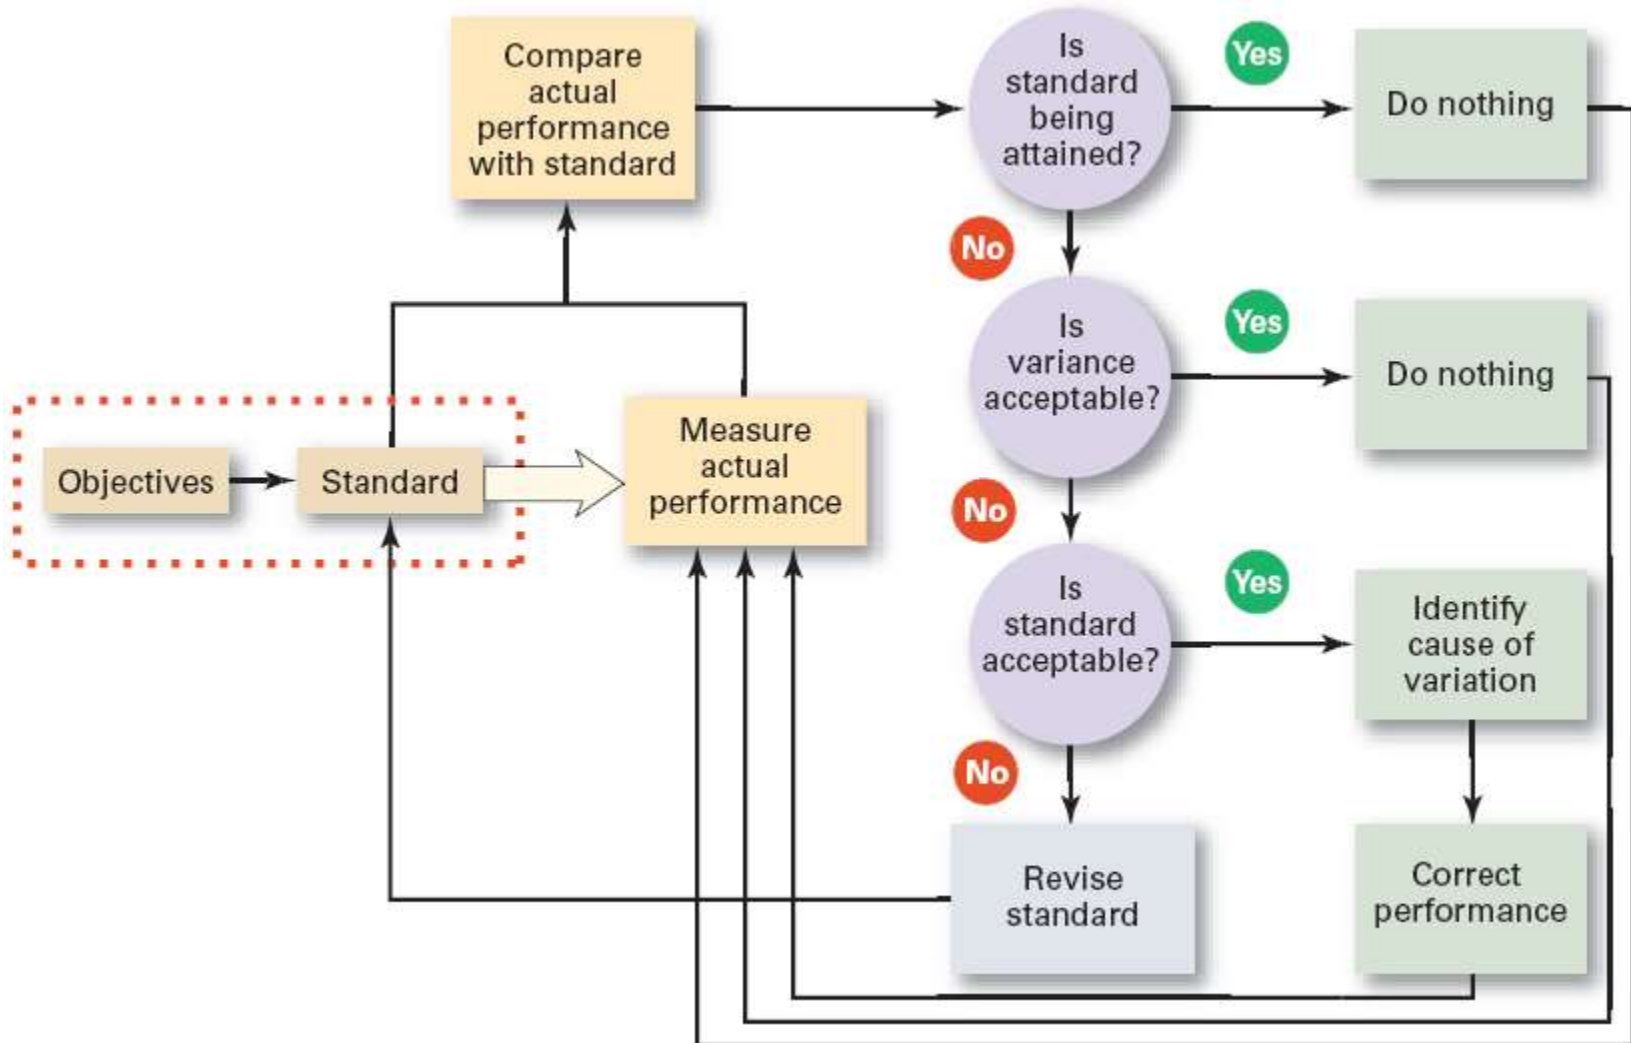 Compare
actual
performance
with standard
Is
standard
being
attained?
Yes
Do nothing
No
Is
variance
acceptable?
Yes
Do nothing
Objectives
Standard
Measure
actual
performance
No
Is
standard
acceptable?
Yes
Identify
cause of
variation
No
Revise
standard
Correct
performance